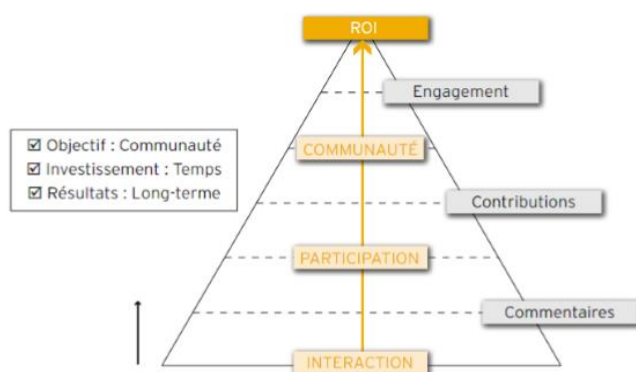 ROI
Engagement
COMMUNAUTÉ
☑ Objectif : Communauté
☑ Investissement : Temps
☑ Résultats : Long-terme
Contributions
PARTICIPATION
Commentaires
INTERACTION